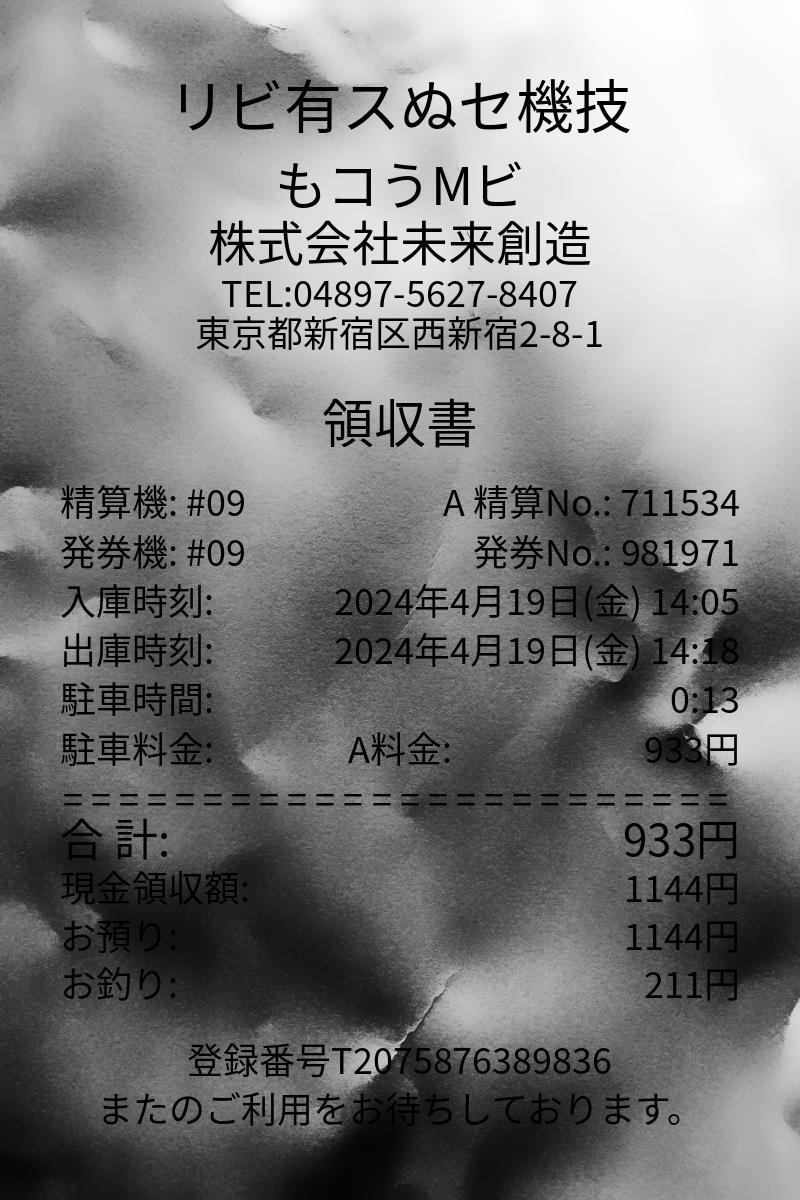 リビ有スぬセ機技
もコうMビ
株式会社未来創造
TEL:04897-5627-8407
東京都新宿区西新宿2-8-1
領収書
精算機: #09 A 精算No.: 711534
発券機: #09 発券No.: 981971
入庫時刻: 2024年4月19日(金) 14:05
出庫時刻: 2024年4月19日(金) 14:18
駐車時間: 0:13
駐車料金: A料金: 933円
========================
合 計: 933円
現金領収額: 1144円
お預り: 1144円
お釣り: 211円
登録番号T2075876389836
またのご利用をお待ちしております。